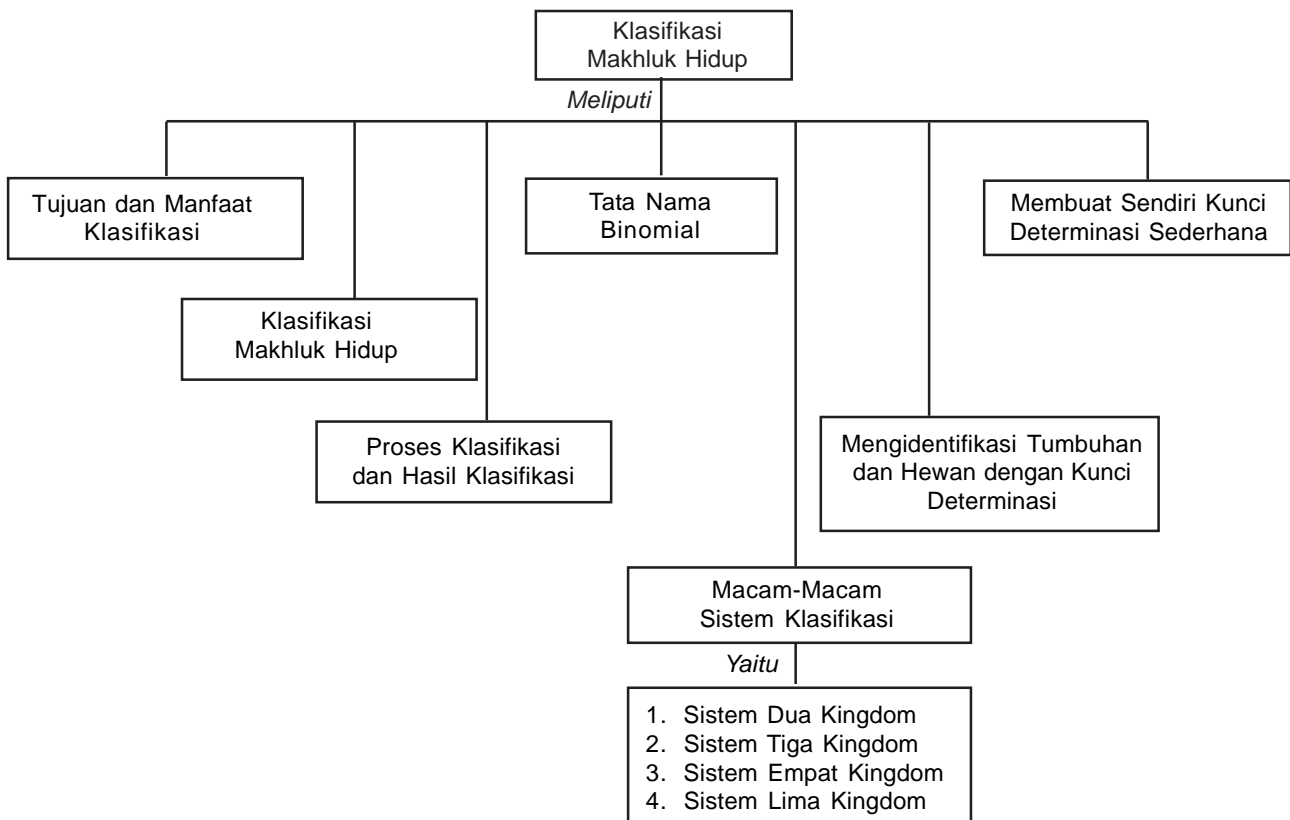 Klasifikasi
Makhluk Hidup
Meliputi
Tujuan dan Manfaat
Klasifikasi
Tata Nama
Binomial
Membuat Sendiri Kunci
Determinasi Sederhana
Klasifikasi
Makhluk Hidup
Proses Klasifikasi
dan Hasil Klasifikasi
Mengidentifikasi Tumbuhan
dan Hewan dengan Kunci
Determinasi
Macam-Macam
Sistem Klasifikasi
Yaitu
1. Sistem Dua Kingdom
2. Sistem Tiga Kingdom
3. Sistem Empat Kingdom
4. Sistem Lima Kingdom